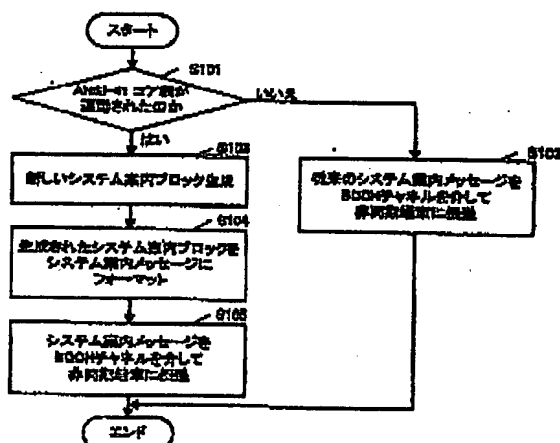 スタート
S101
ANSI-41 コア網が
連動されたのか
いいえ
はい
S103
新しいシステム案内ブロック生成
S102
従来のシステム案内メッセージを
BCCHチャネルを介して
非同期端末に伝送
S104
生成されたシステム案内ブロックを
システム案内メッセージに
フォーマット
S105
システム案内メッセージを
BCCHチャネルを介して
非同期端末に伝送
エンド